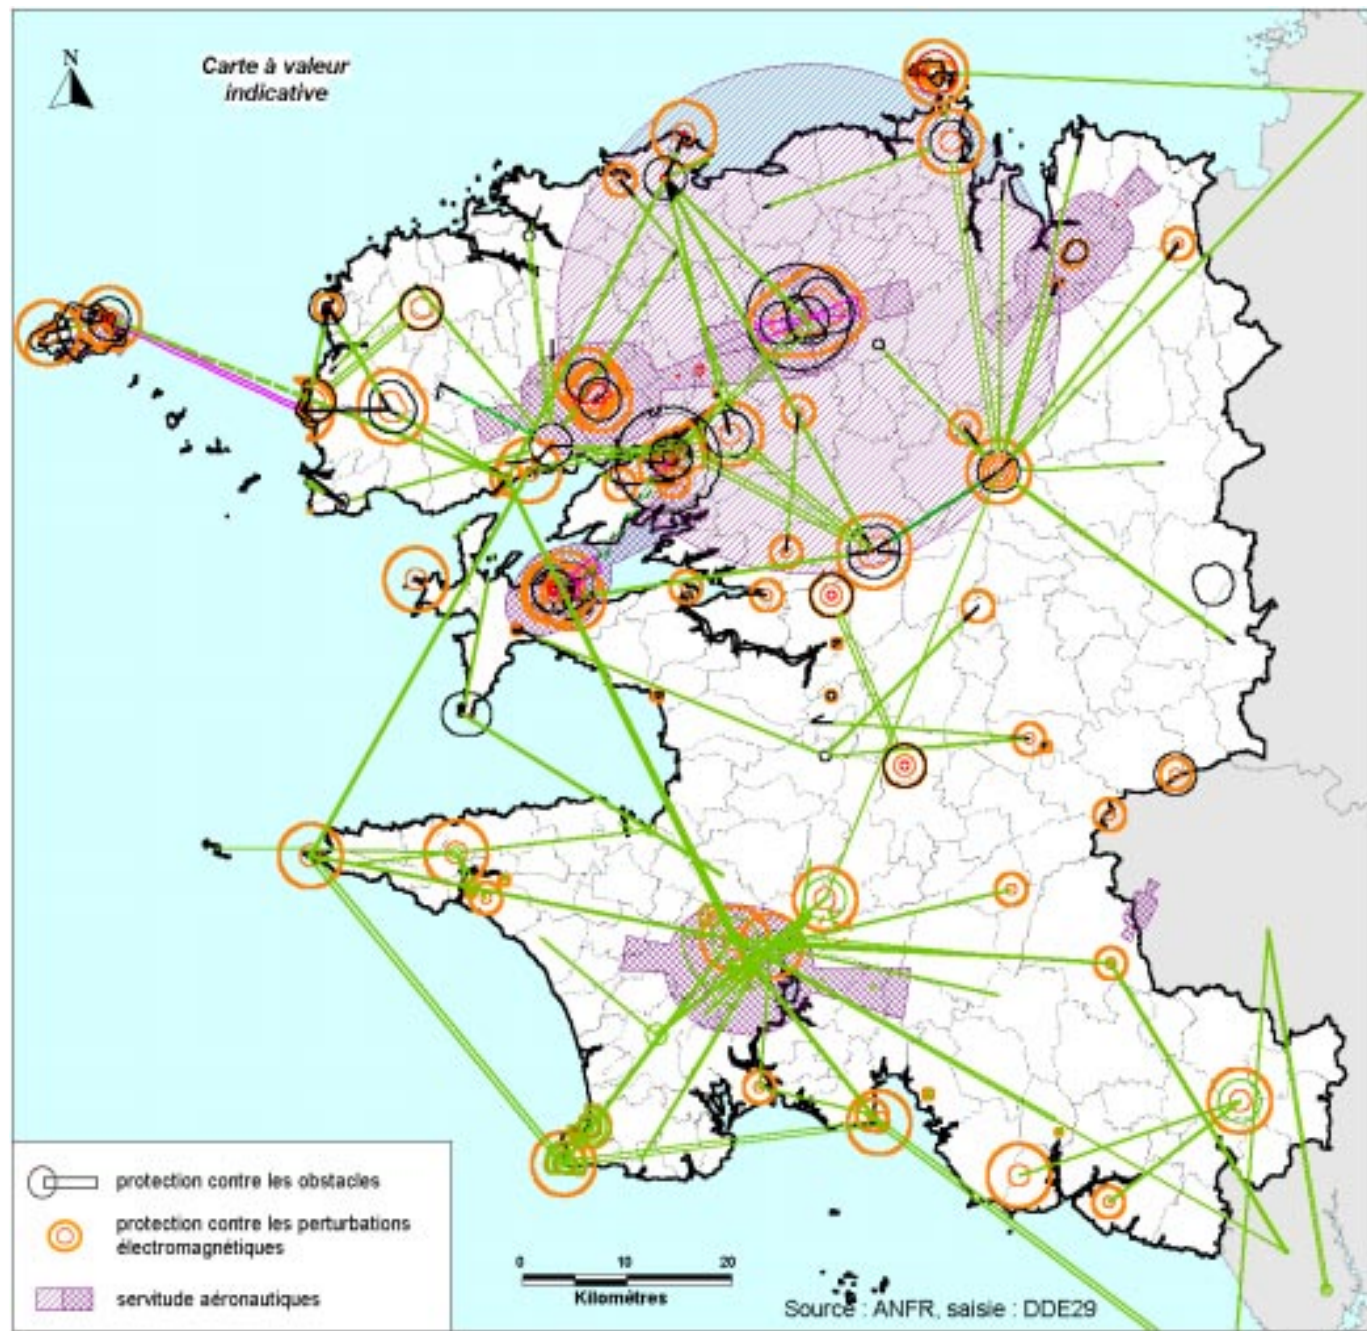 N
Carte à valeur
indicative
protection contre les obstacles
protection contre les perturbations
électromagnétiques
servitude aéronautiques
0 10 20
Kilomètres
Source : ANFR, saisie : DDE29